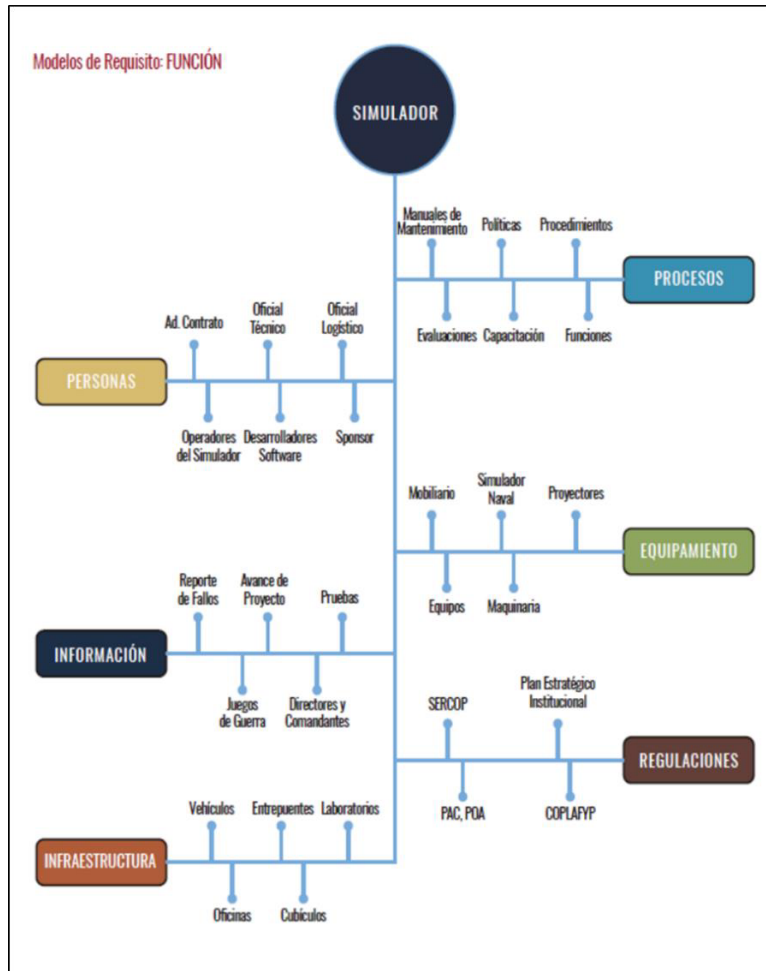 Modelos de Requisito: FUNCIÓN
SIMULADOR
Manuales de
Mantenimiento
Políticas
Procedimientos
PROCESOS
Evaluaciones
Capacitación
Funciones
Ad. Contrato
Oficial
Técnico
Oficial
Logístico
PERSONAS
Operadores
del Simulador
Desarrolladores
Software
Sponsor
Mobiliario
Simulador
Naval
Proyectores
EQUIPAMIENTO
Equipos
Maquinaria
Reporte
de Fallos
Avance de
Proyecto
Pruebas
INFORMACIÓN
Juegos
de Guerra
Directores y
Comandantes
SERCOP
Plan Estratégico
Institucional
REGULACIONES
PAC, POA
COPLAFYP
Vehículos
Entrepuentes
Laboratorios
INFRAESTRUCTURA
Oficinas
Cubículos